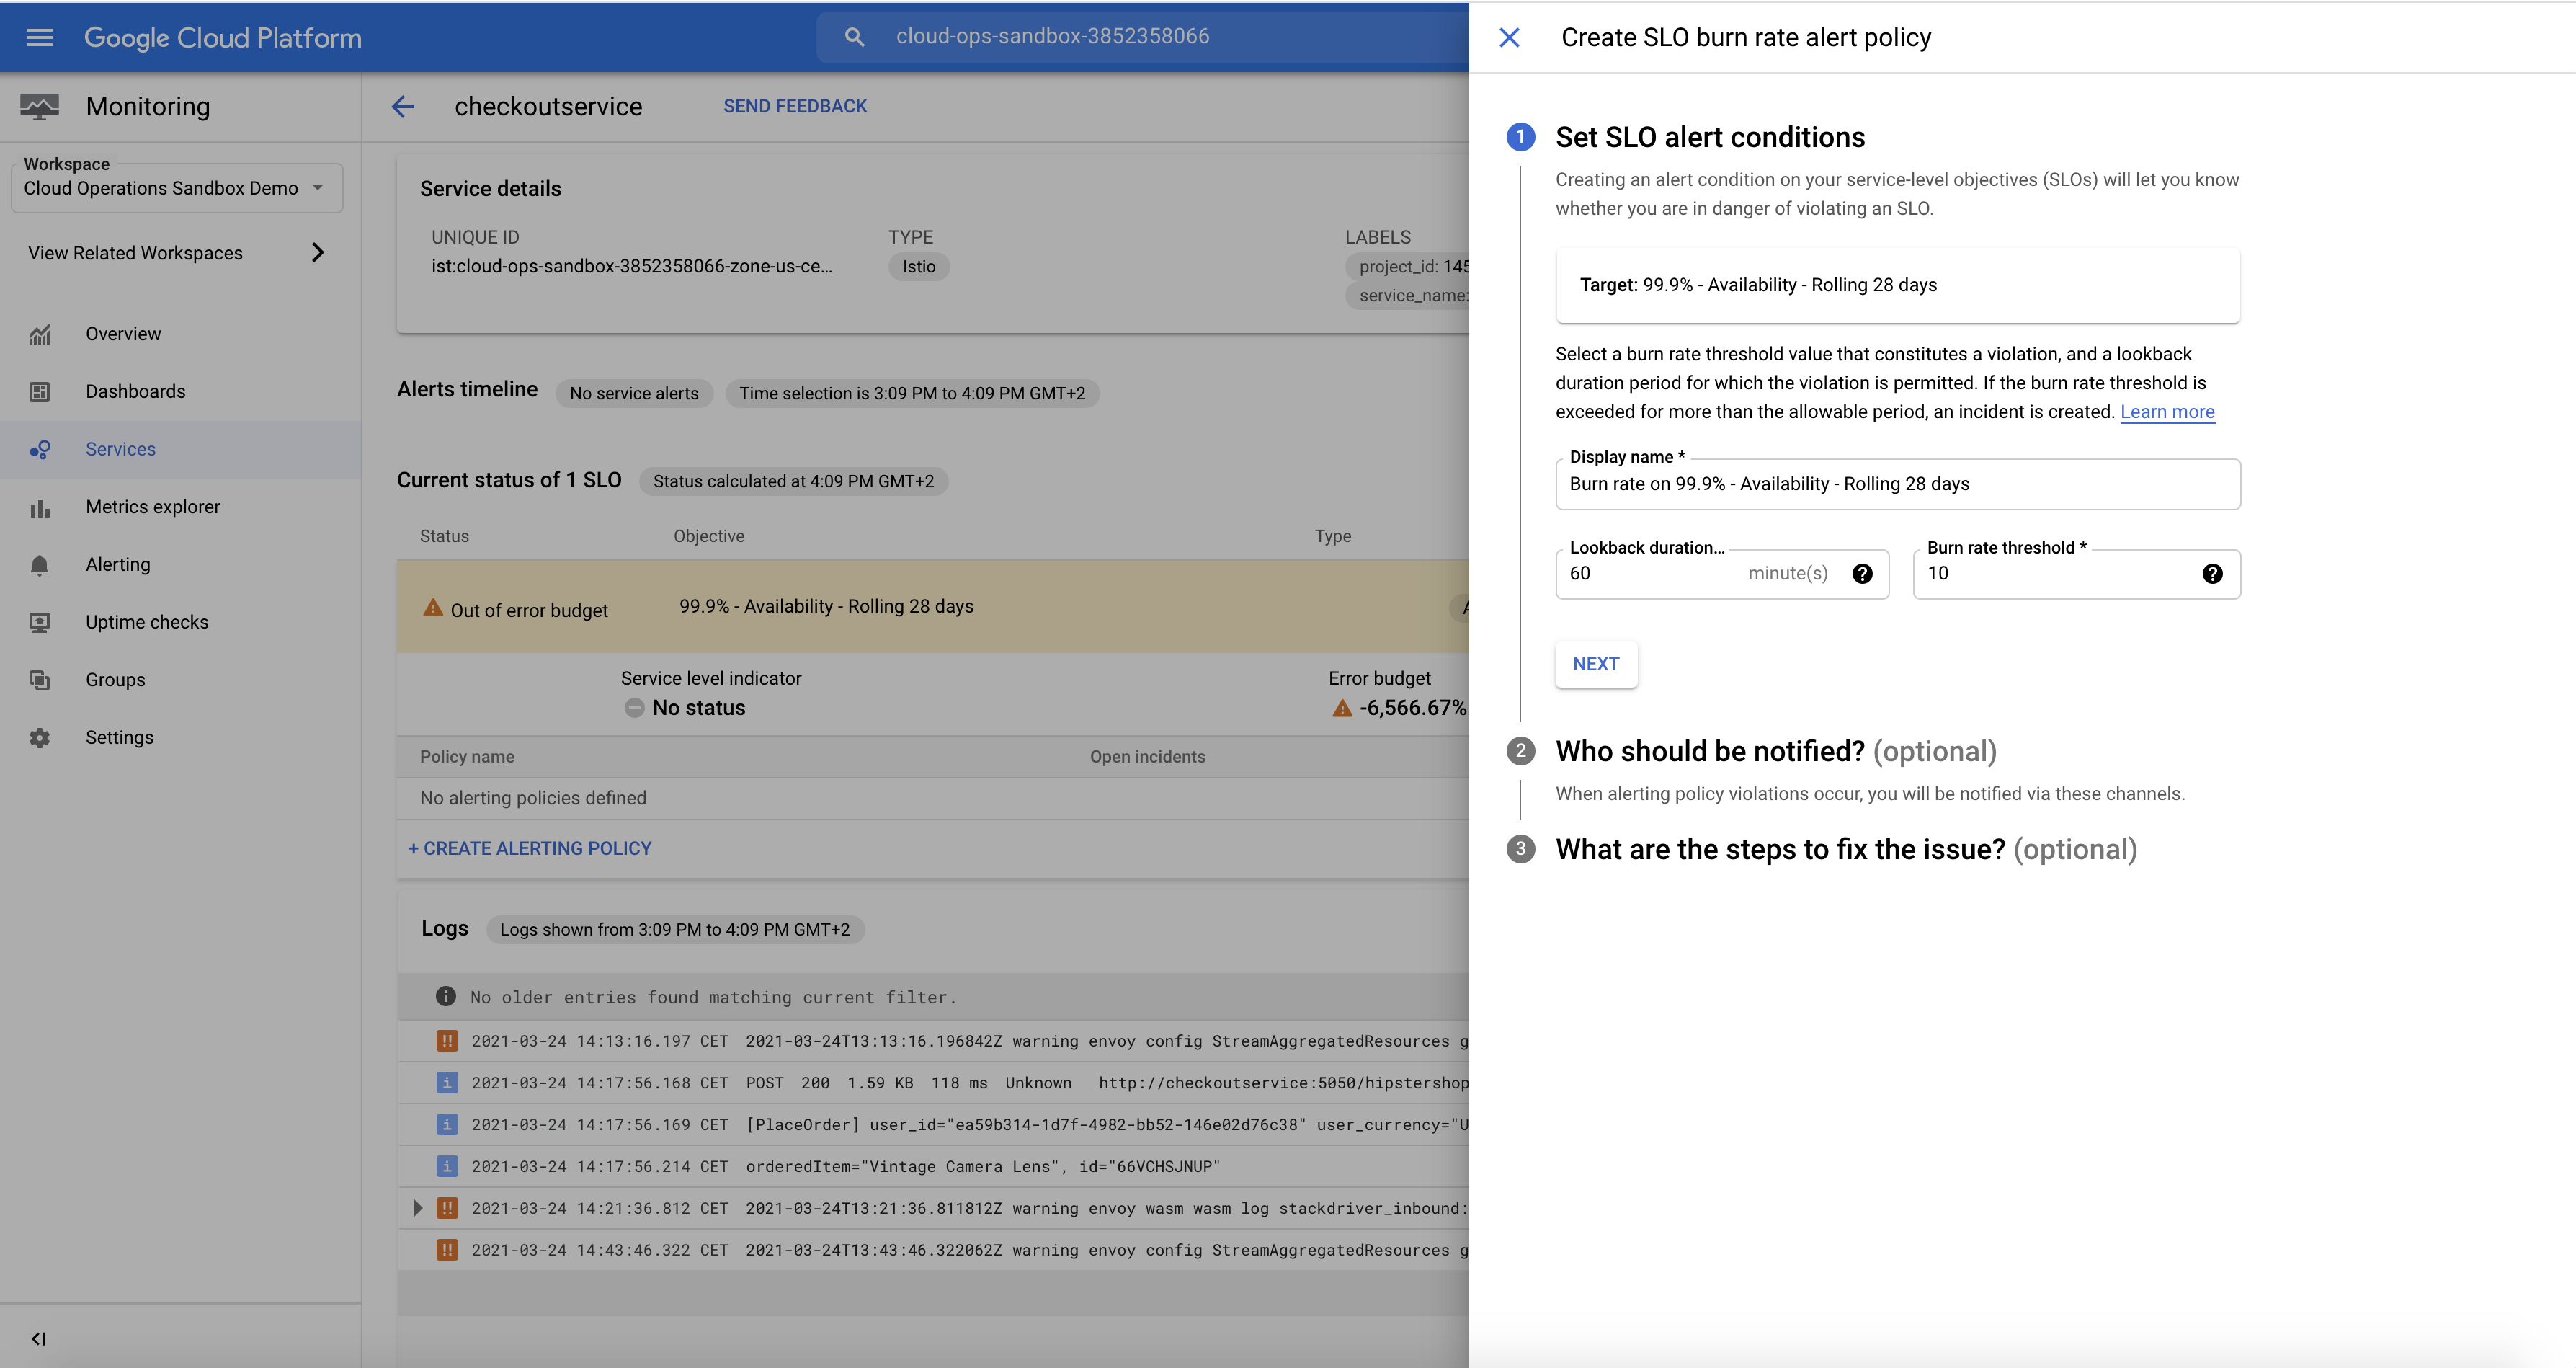 Google Cloud Platform
cloud-ops-sandbox-3852358066
Monitoring
Workspace
Cloud Operations Sandbox Demo
View Related Workspaces
Overview
Dashboards
Services
Metrics explorer
Alerting
Uptime checks
Groups
Settings
checkoutservice
SEND FEEDBACK
Service details
UNIQUE ID
ist:cloud-ops-sandbox-3852358066-zone-us-ce...
TYPE
Istio
LABELS
project_id: 145
service_name:
Alerts timeline No service alerts Time selection is 3:09 PM to 4:09 PM GMT+2
Current status of 1 SLO Status calculated at 4:09 PM GMT+2
Status Objective Type
Out of error budget 99.9% - Availability - Rolling 28 days A
Service level indicator
No status
Error budget
-6,566.67%
Policy name Open incidents
No alerting policies defined
+ CREATE ALERTING POLICY
Logs Logs shown from 3:09 PM to 4:09 PM GMT+2
No older entries found matching current filter.
2021-03-24 14:13:16.197 CET 2021-03-24T13:13:16.196842Z warning envoy config StreamAggregatedResources g
2021-03-24 14:17:56.168 CET POST 200 1.59 KB 118 ms Unknown http://checkoutservice:5050/hipstershop
2021-03-24 14:17:56.169 CET [PlaceOrder] user_id="ea59b314-1d7f-4982-bb52-146e02d76c38" user_currency="U
2021-03-24 14:17:56.214 CET orderedItem="Vintage Camera Lens", id="66VCHSJNUP"
2021-03-24 14:21:36.812 CET 2021-03-24T13:21:36.811812Z warning envoy wasm wasm log stackdriver_inbound:
2021-03-24 14:43:46.322 CET 2021-03-24T13:43:46.322062Z warning envoy config StreamAggregatedResources g
Create SLO burn rate alert policy
1 Set SLO alert conditions
Creating an alert condition on your service-level objectives (SLOs) will let you know
whether you are in danger of violating an SLO.
Target: 99.9% - Availability - Rolling 28 days
Select a burn rate threshold value that constitutes a violation, and a lookback
duration period for which the violation is permitted. If the burn rate threshold is
exceeded for more than the allowable period, an incident is created. Learn more
Display name *
Burn rate on 99.9% - Availability - Rolling 28 days
Lookback duration...
60 minute(s)
Burn rate threshold *
10
NEXT
2 Who should be notified? (optional)
When alerting policy violations occur, you will be notified via these channels.
3 What are the steps to fix the issue? (optional)